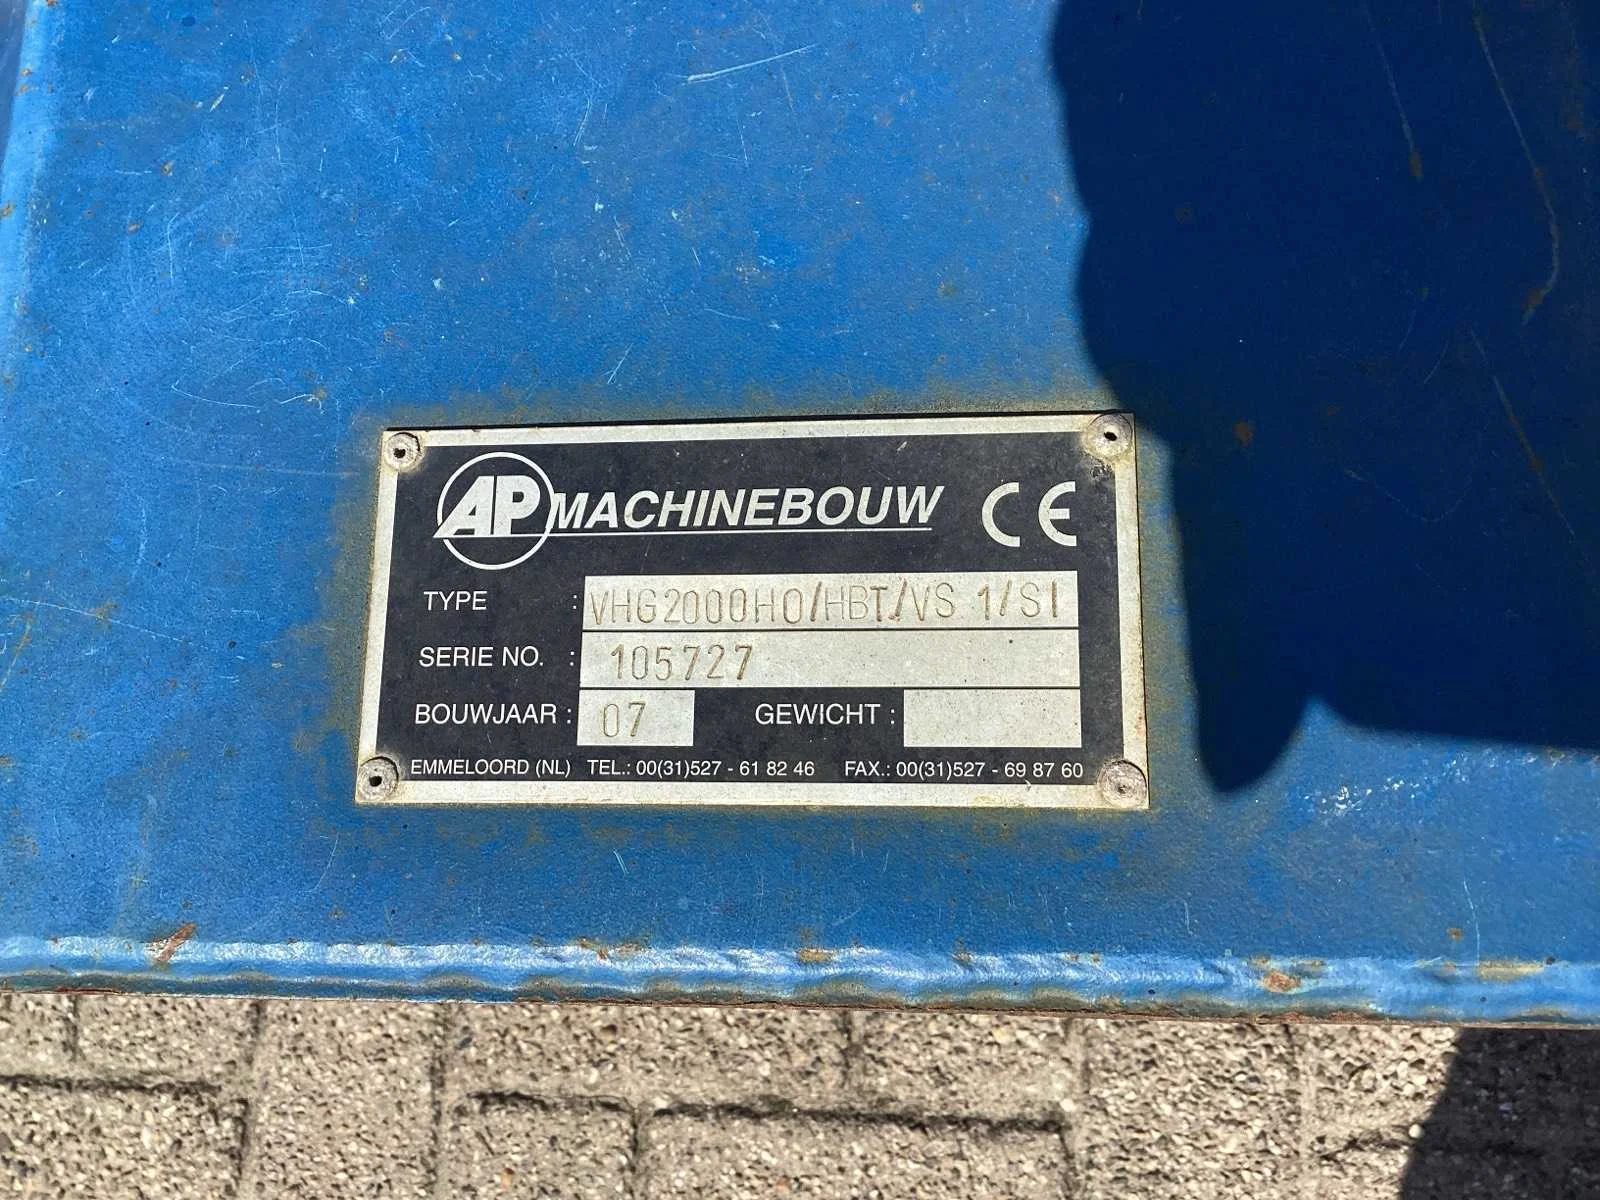 AP MACHINEBOUW CE
TYPE : VHG2000HO/HBT/VS 1/SI
SERIE NO. : 105727
BOUWJAAR : 07 GEWICHT :
EMMELOORD (NL) TEL.: 00(31)527 - 61 82 46 FAX.: 00(31)527 - 69 87 60